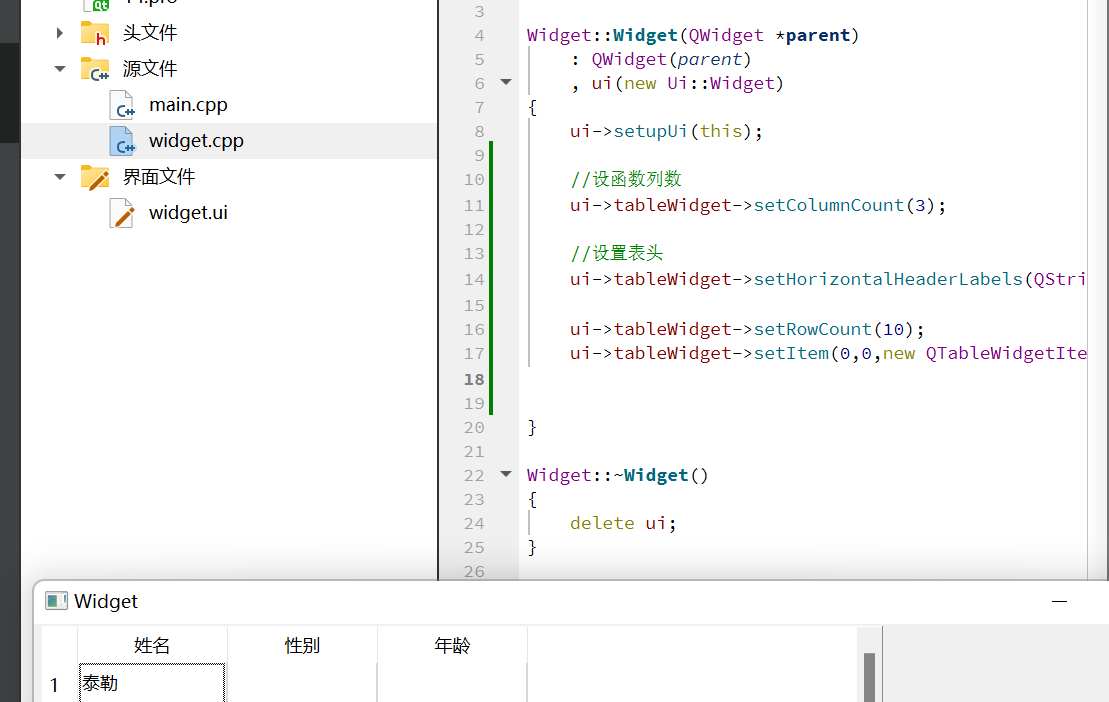 头文件
源文件
main.cpp
widget.cpp
界面文件
widget.ui
3
4 Widget::Widget(QWidget *parent)
5     : QWidget(parent)
6     , ui(new Ui::Widget)
7 {
8     ui->setupUi(this);
9
10     //设函数列数
11     ui->tableWidget->setColumnCount(3);
12
13     //设置表头
14     ui->tableWidget->setHorizontalHeaderLabels(QStri
15
16     ui->tableWidget->setRowCount(10);
17     ui->tableWidget->setItem(0,0,new QTableWidgetIte
18
19
20 }
21
22 Widget::~Widget()
23 {
24     delete ui;
25 }
26
Widget
姓名 性别 年龄
1 泰勒